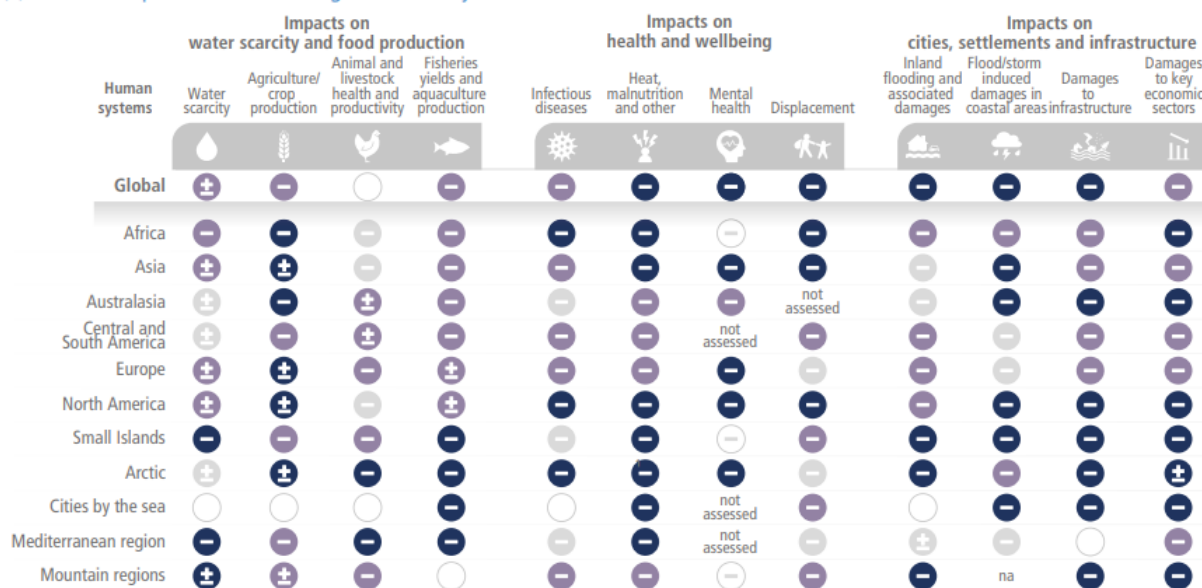 Impacts on
water scarcity and food production
Impacts on
health and wellbeing
Impacts on
cities, settlements and infrastructure
Human
systems
Water
scarcity
Agriculture/
crop
production
Animal and
livestock
health and
productivity
Fisheries
yields and
aquaculture
production
Infectious
diseases
Heat,
malnutrition
and other
Mental
health
Displacement
Inland
flooding and
associated
damages
Flood/storm
induced
damages in
coastal areas
Damages
to
infrastructure
Damages
to key
economic
sectors
Global
Africa
Asia
Australasia
not
assessed
Central and
South America
not
assessed
Europe
North America
Small Islands
Arctic
Cities by the sea
not
assessed
Mediterranean region
not
assessed
Mountain regions
na